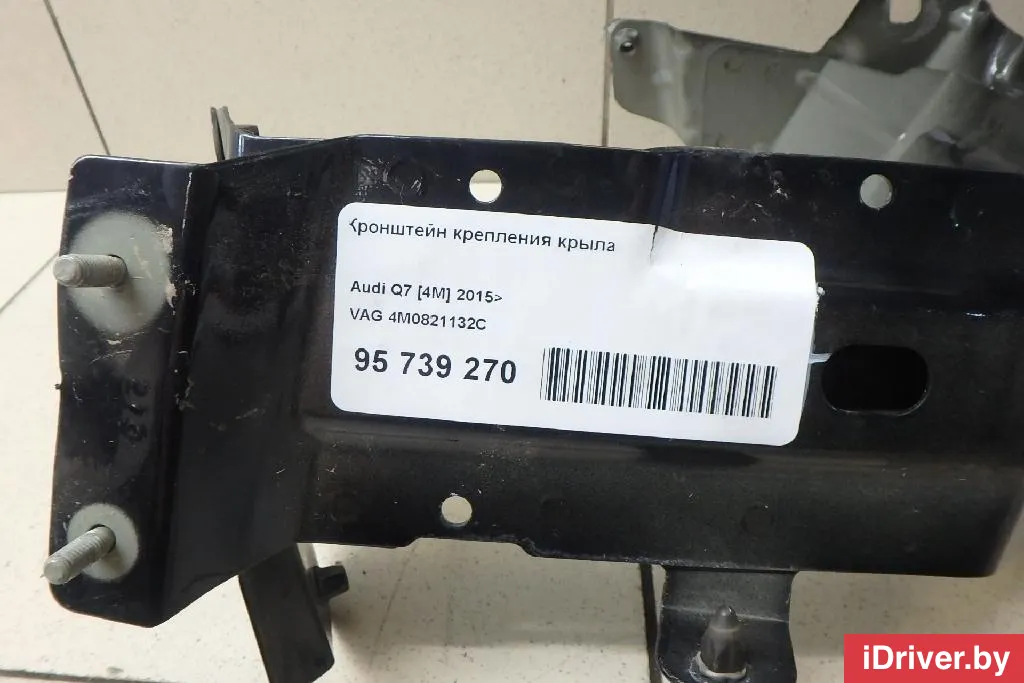 Кронштейн крепления крыла
Audi Q7 [4M] 2015>
VAG 4M0821132C
95 739 270
iDriver.by